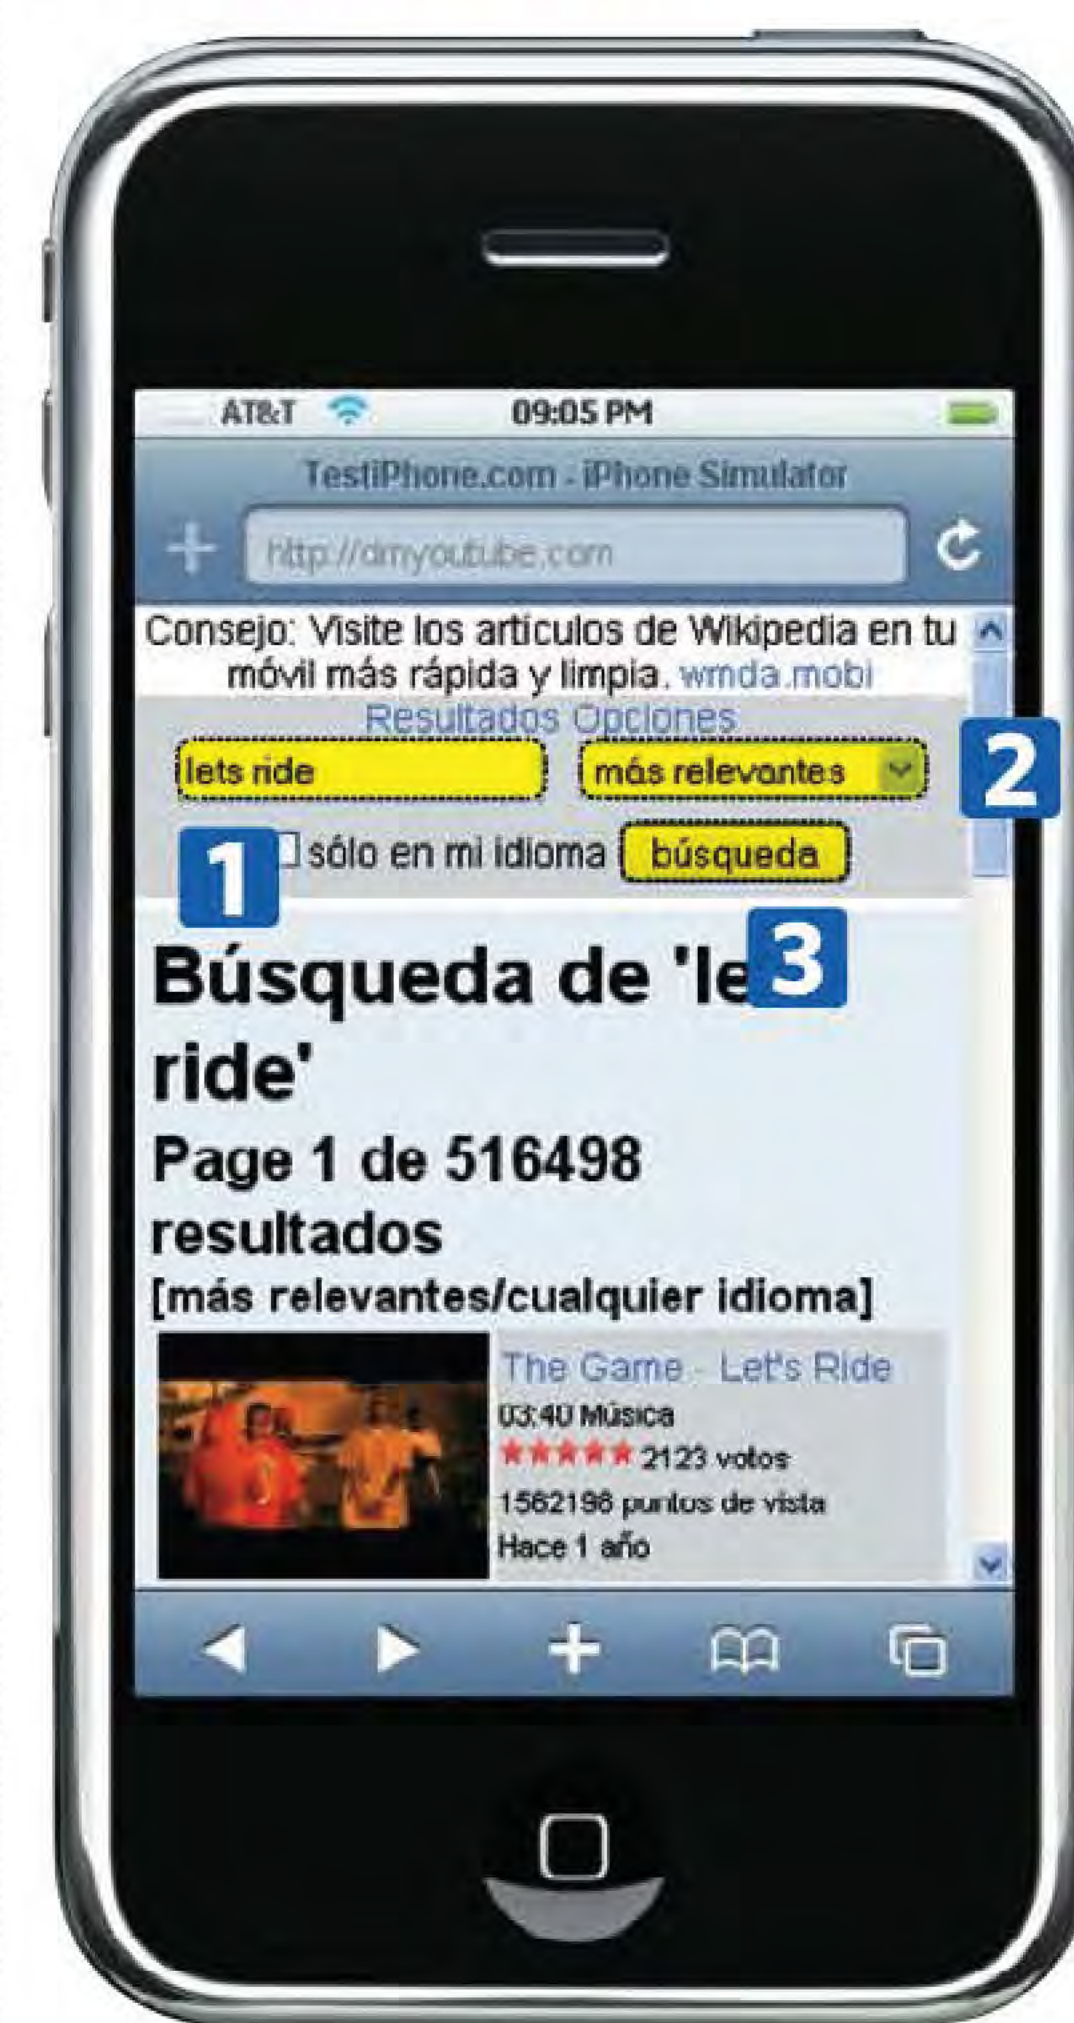 AT&T 09:05 PM
TestiPhone.com - iPhone Simulator
http://dmyoutube.com
Consejo: Visite los artículos de Wikipedia en tu
móvil más rápida y limpia. wmda.mobi
Resultados Opciones
lets ride más relevantes
2
1 sólo en mi idioma búsqueda
3
Búsqueda de 'le
ride'
Page 1 de 516498
resultados
[más relevantes/cualquier idioma]
The Game - Let's Ride
03:40 Música
2123 votos
1562198 puntos de vista
Hace 1 año